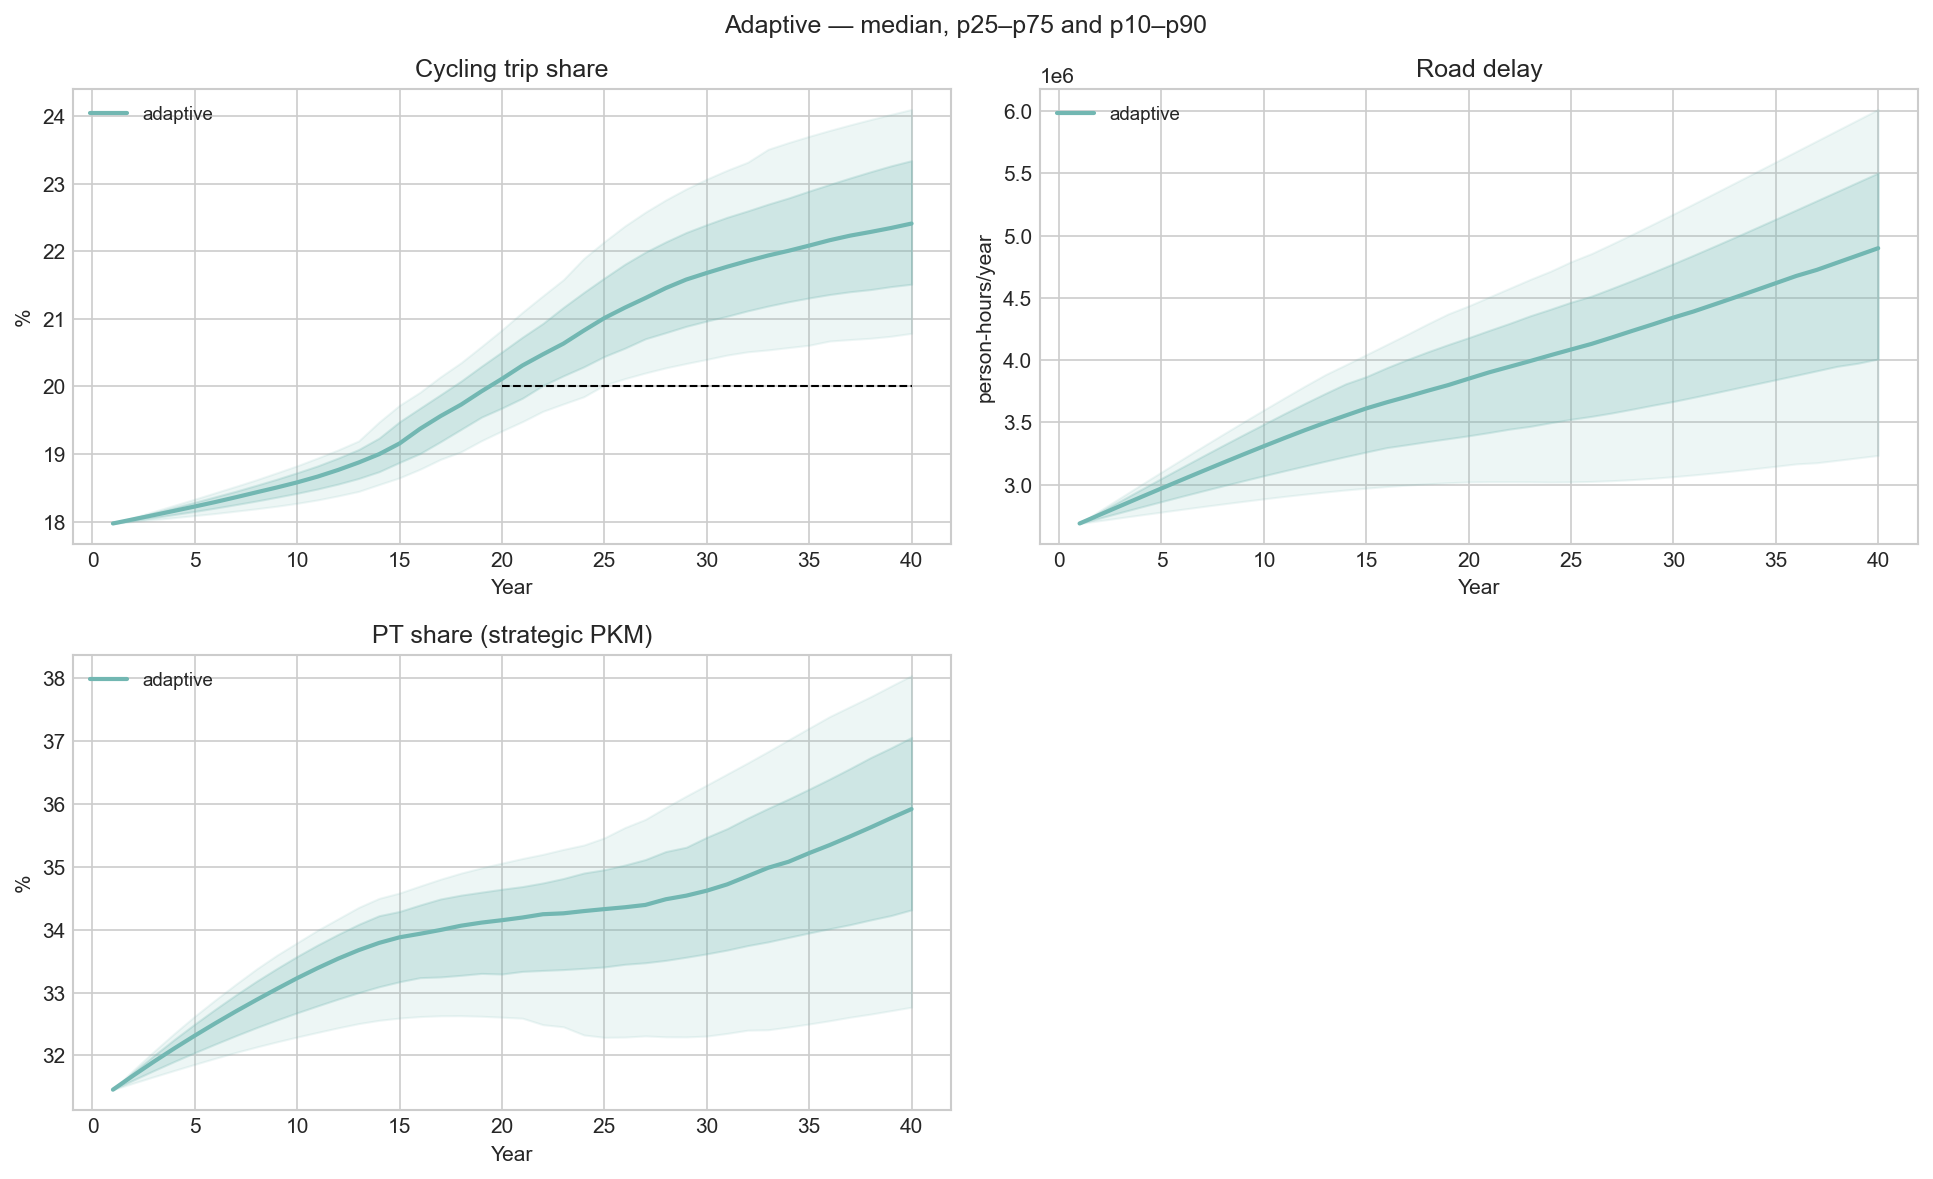 Adaptive — median, p25–p75 and p10–p90
Cycling trip share
adaptive
24
23
22
21
20
19
18
%
0 5 10 15 20 25 30 35 40
Year
Road delay
1e6
adaptive
6.0
5.5
5.0
4.5
4.0
3.5
3.0
person-hours/year
0 5 10 15 20 25 30 35 40
Year
PT share (strategic PKM)
adaptive
38
37
36
35
34
33
32
%
0 5 10 15 20 25 30 35 40
Year